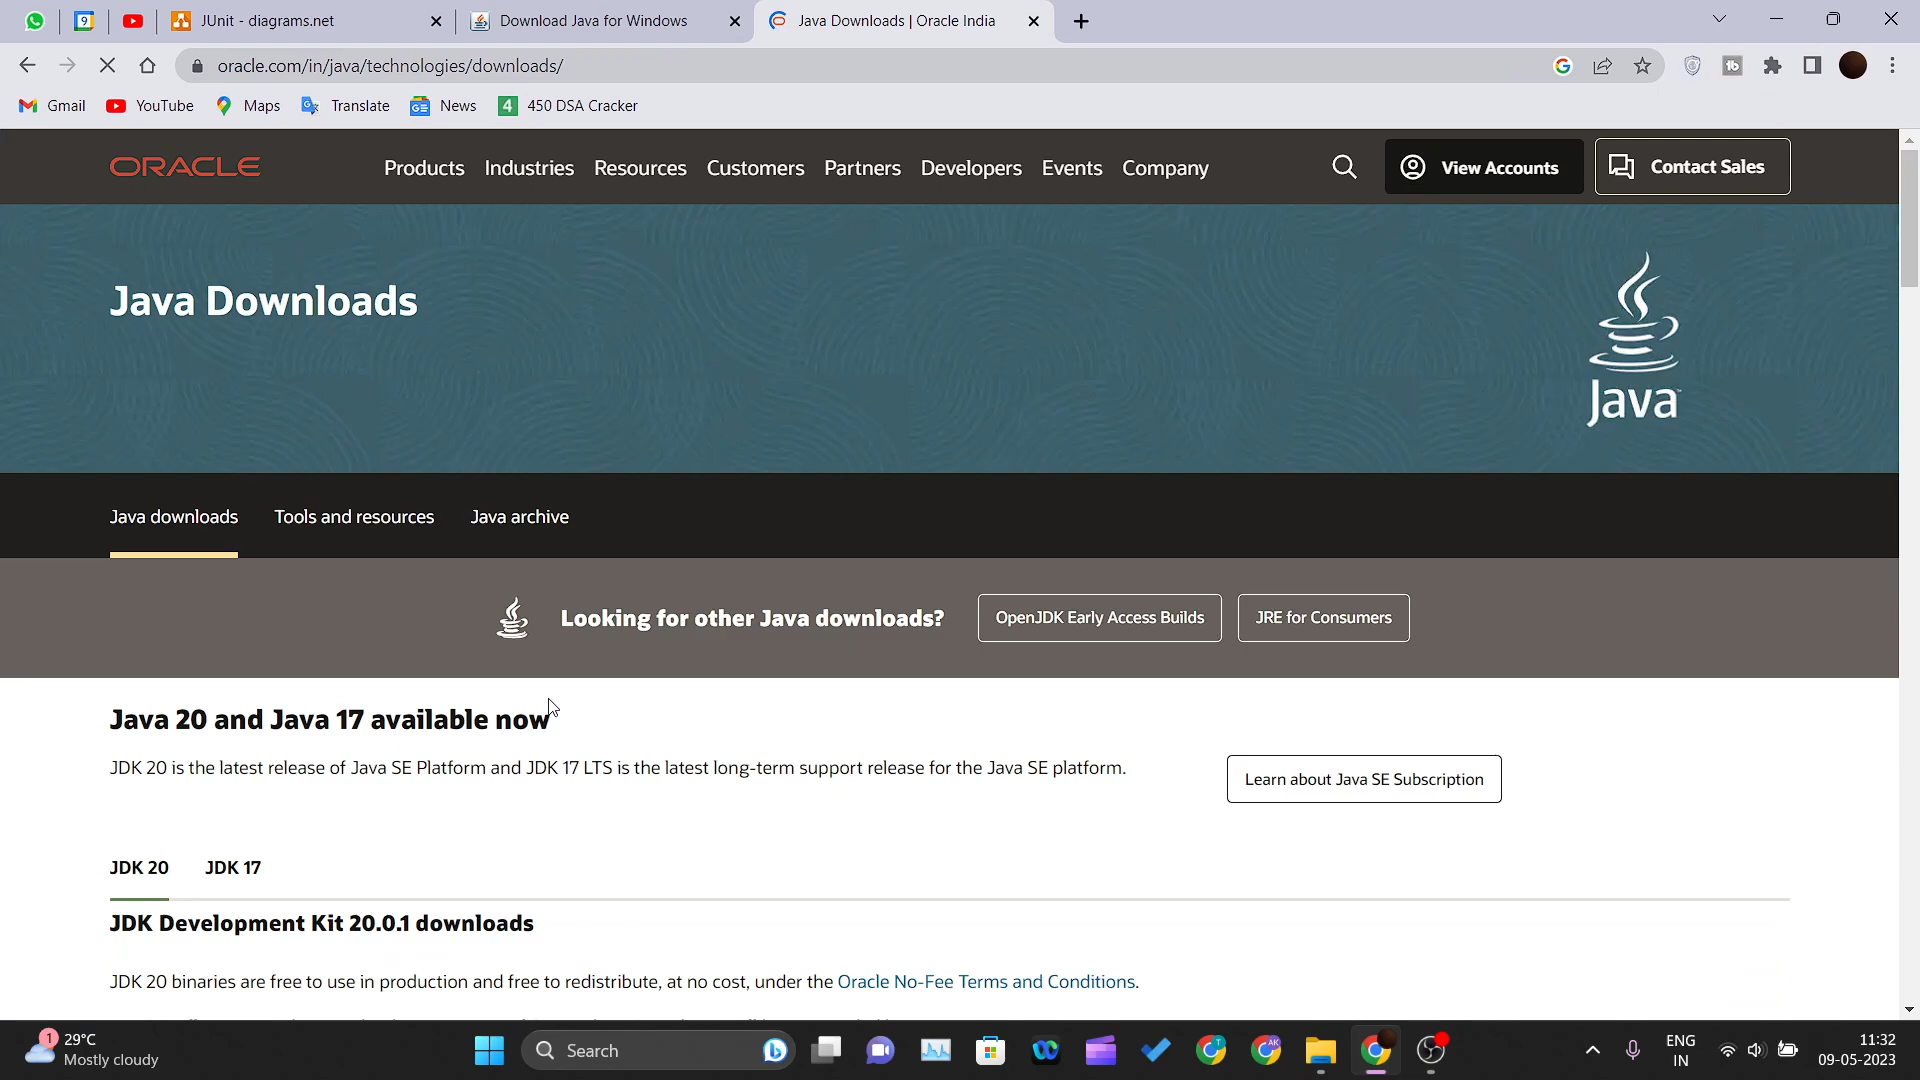 9
JUnit - diagrams.net
Download Java for Windows
Java Downloads | Oracle India
oracle.com/in/java/technologies/downloads/
Gmail
YouTube
Maps
Translate
News
4
450 DSA Cracker
ORACLE
Products
Industries
Resources
Customers
Partners
Developers
Events
Company
View Accounts
Contact Sales
Java Downloads
Java
Java downloads
Tools and resources
Java archive
Looking for other Java downloads?
OpenJDK Early Access Builds
JRE for Consumers
Java 20 and Java 17 available now
JDK 20 is the latest release of Java SE Platform and JDK 17 LTS is the latest long-term support release for the Java SE platform.
Learn about Java SE Subscription
JDK 20
JDK 17
JDK Development Kit 20.0.1 downloads
JDK 20 binaries are free to use in production and free to redistribute, at no cost, under the Oracle No-Fee Terms and Conditions.
1
29°C
Mostly cloudy
Search
ENG
IN
11:32
09-05-2023